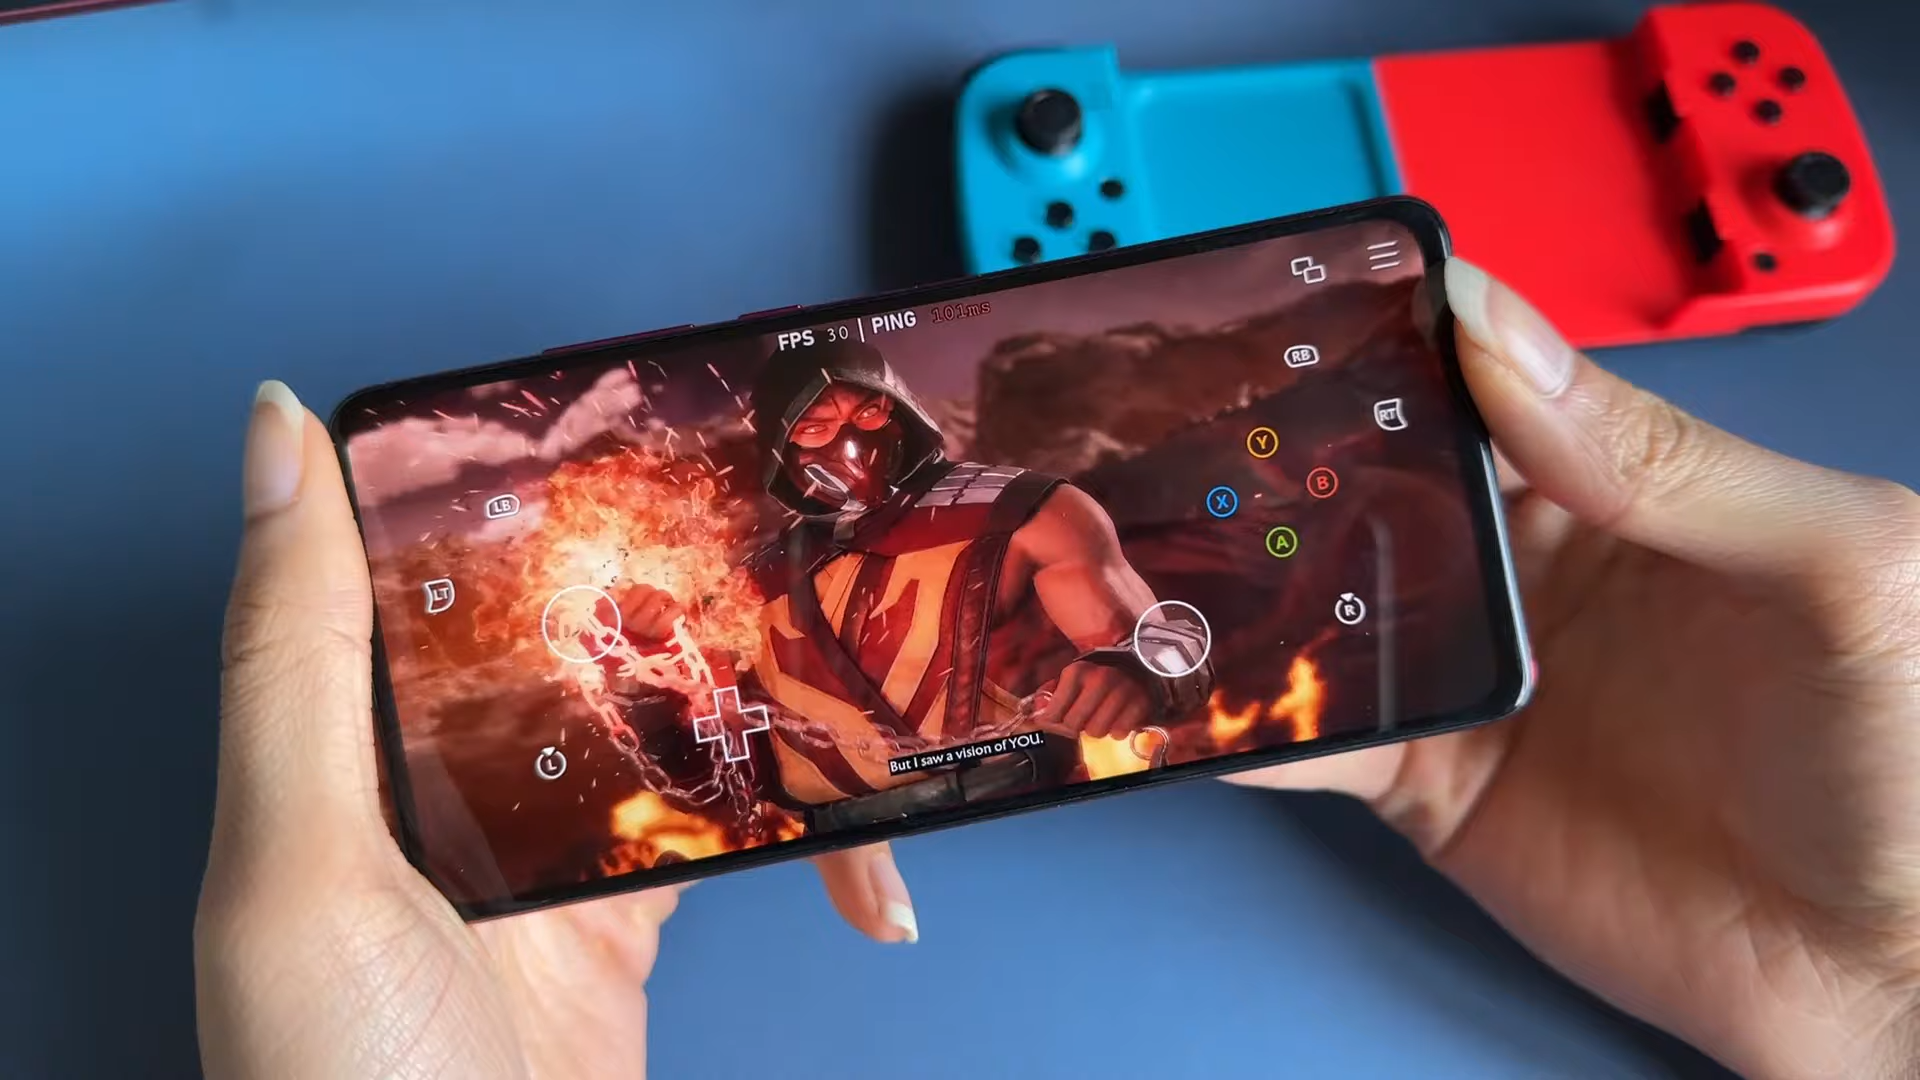 FPS 30 | PING 101ms
RB
RT
Y
LB
B
X
A
LT
R
But I saw a vision of YOU.
L